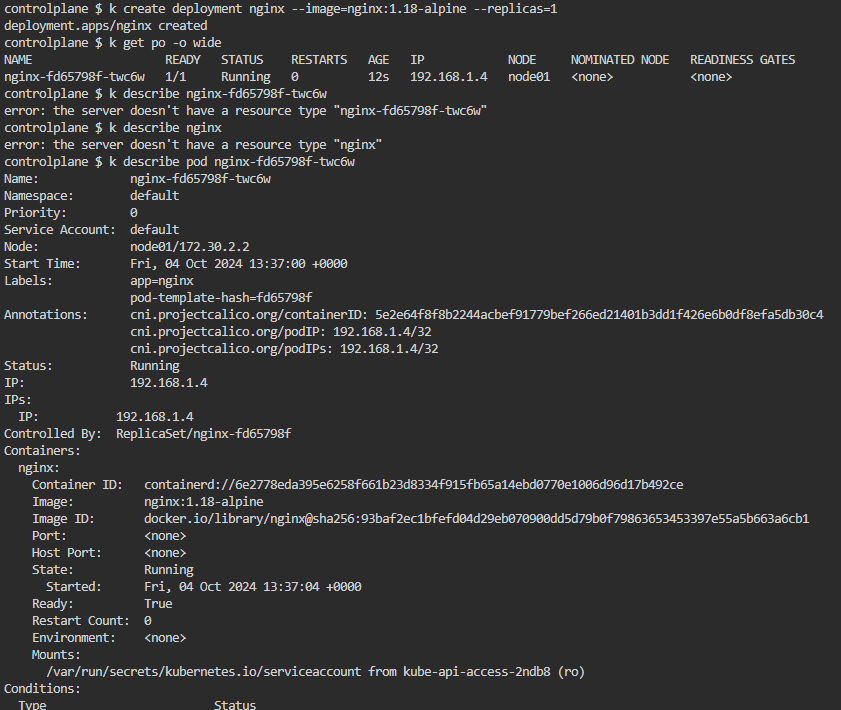 controlplane $ k create deployment nginx --image=nginx:1.18-alpine --replicas=1
deployment.apps/nginx created
controlplane $ k get po -o wide
NAME READY STATUS RESTARTS AGE IP NODE NOMINATED NODE READINESS GATES
nginx-fd65798f-twc6w 1/1 Running 0 12s 192.168.1.4 node01 <none> <none>
controlplane $ k describe nginx-fd65798f-twc6w
error: the server doesn't have a resource type "nginx-fd65798f-twc6w"
controlplane $ k describe nginx
error: the server doesn't have a resource type "nginx"
controlplane $ k describe pod nginx-fd65798f-twc6w
Name: nginx-fd65798f-twc6w
Namespace: default
Priority: 0
Service Account: default
Node: node01/172.30.2.2
Start Time: Fri, 04 Oct 2024 13:37:00 +0000
Labels: app=nginx
pod-template-hash=fd65798f
Annotations: cni.projectcalico.org/containerID: 5e2e64f8f8b2244acbef91779bef266ed21401b3dd1f426e6b0df8efa5db30c4
cni.projectcalico.org/podIP: 192.168.1.4/32
cni.projectcalico.org/podIPs: 192.168.1.4/32
Status: Running
IP: 192.168.1.4
IPs:
IP: 192.168.1.4
Controlled By: ReplicaSet/nginx-fd65798f
Containers:
nginx:
Container ID: containerd://6e2778eda395e6258f661b23d8334f915fb65a14ebd0770e1006d96d17b492ce
Image: nginx:1.18-alpine
Image ID: docker.io/library/nginx@sha256:93baf2ec1bfefd04d29eb070900dd5d79b0f79863653453397e55a5b663a6cb1
Port: <none>
Host Port: <none>
State: Running
Started: Fri, 04 Oct 2024 13:37:04 +0000
Ready: True
Restart Count: 0
Environment: <none>
Mounts:
/var/run/secrets/kubernetes.io/serviceaccount from kube-api-access-2ndb8 (ro)
Conditions:
Type Status